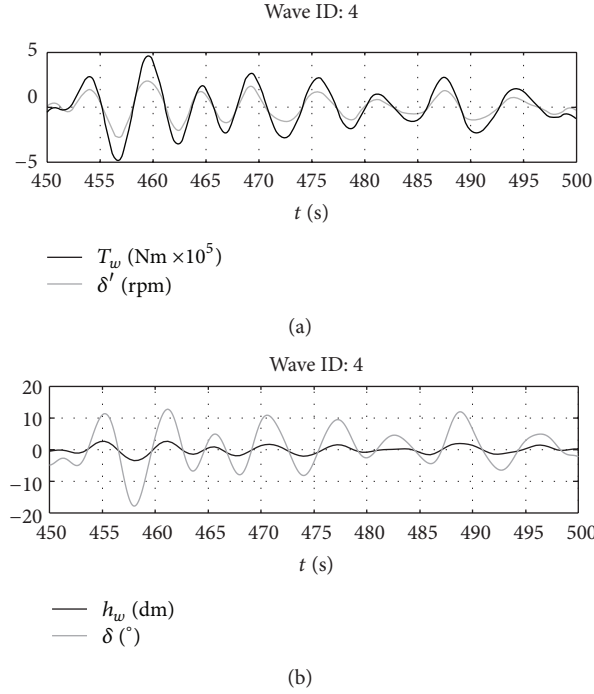 Wave ID: 4
5
0
−5
450 455 460 465 470 475 480 485 490 495 500
t (s)
T_w (Nm ×10^5)
δ′ (rpm)
(a)
Wave ID: 4
20
10
0
−10
−20
450 455 460 465 470 475 480 485 490 495 500
t (s)
h_w (dm)
δ (°)
(b)